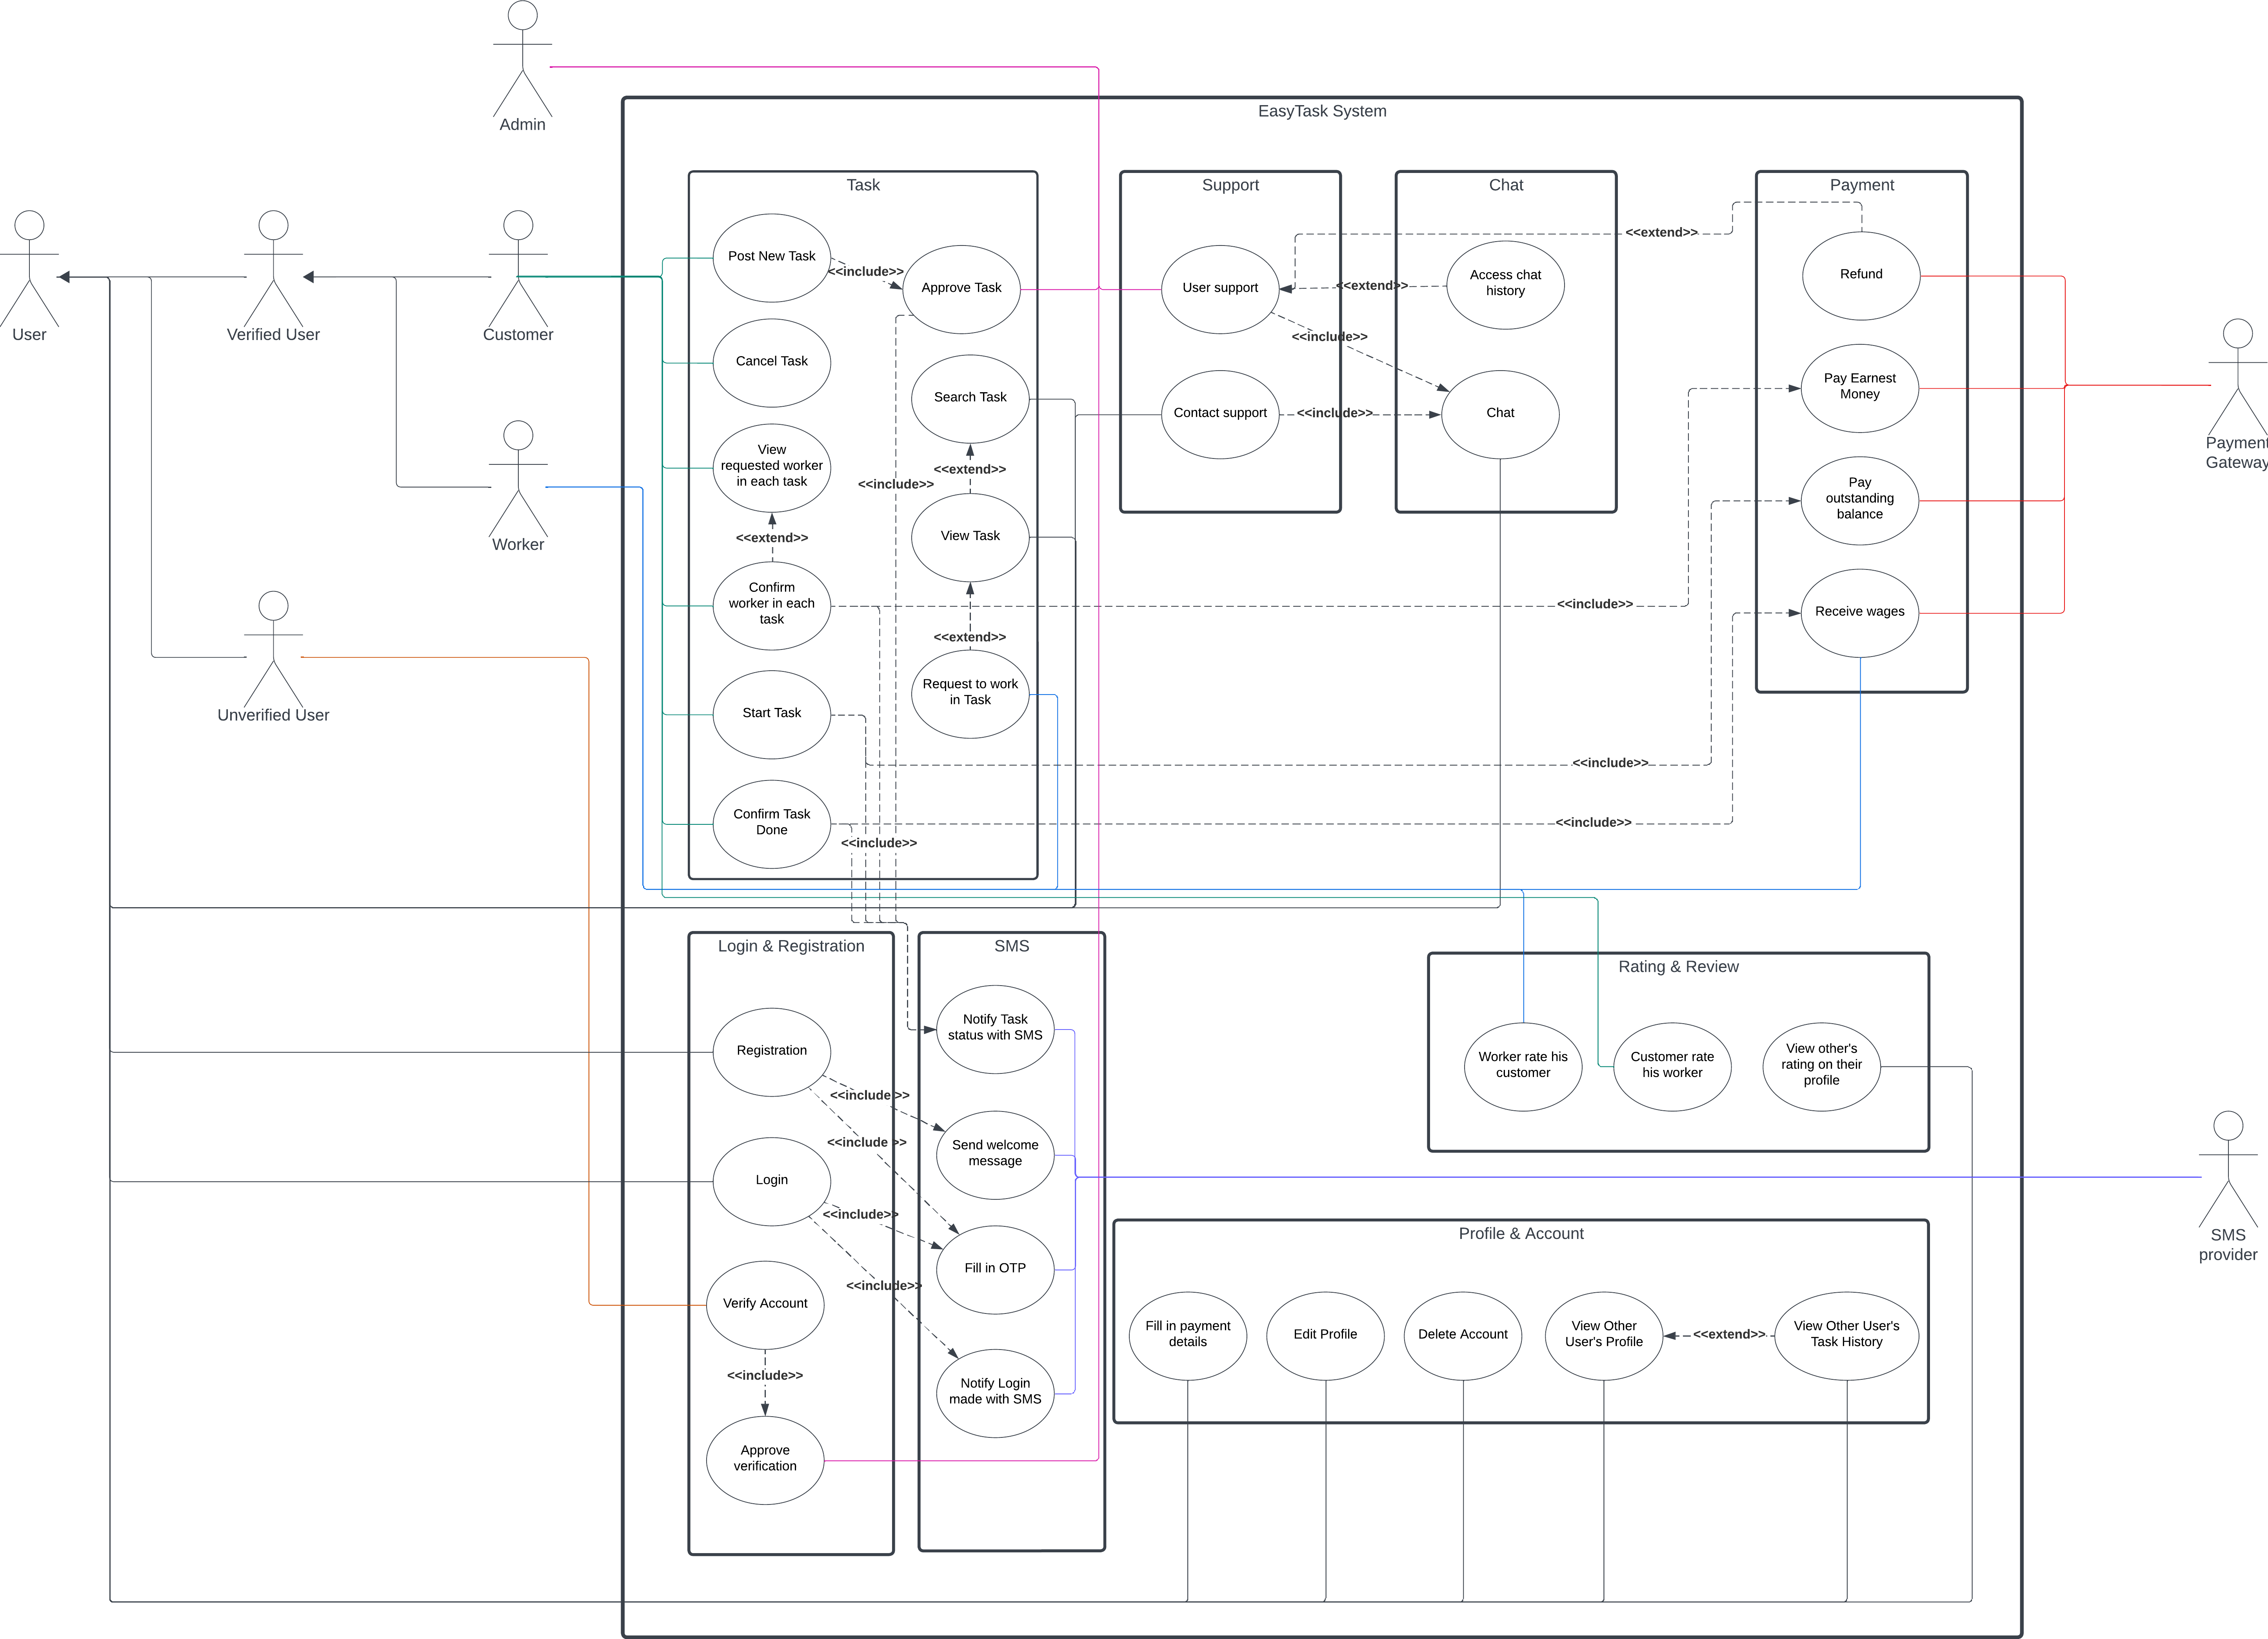 Admin
EasyTask System
User
Verified User
Customer
Worker
Unverified User
Payment
Gateway
SMS
provider
Task
Post New Task
<<include>>
Approve Task
Cancel Task
Search Task
View
requested worker
in each task
<<extend>>
<<include>>
<<extend>>
View Task
Confirm
worker in each
task
<<extend>>
Request to work
in Task
Start Task
Confirm Task
Done
<<include>>
Support
User support
Contact support
Chat
Access chat
history
Chat
<<extend>>
<<extend>>
<<include>>
<<include>>
Payment
Refund
Pay Earnest
Money
Pay
outstanding
balance
Receive wages
<<include>>
<<include>>
<<include>>
Login & Registration
Registration
Login
Verify Account
<<include>>
Approve
verification
<<include>>
<<include >>
<<include>>
<<include>>
SMS
Notify Task
status with SMS
Send welcome
message
Fill in OTP
Notify Login
made with SMS
Rating & Review
Worker rate his
customer
Customer rate
his worker
View other's
rating on their
profile
Profile & Account
Fill in payment
details
Edit Profile
Delete Account
View Other
User's Profile
<<extend>>
View Other User's
Task History